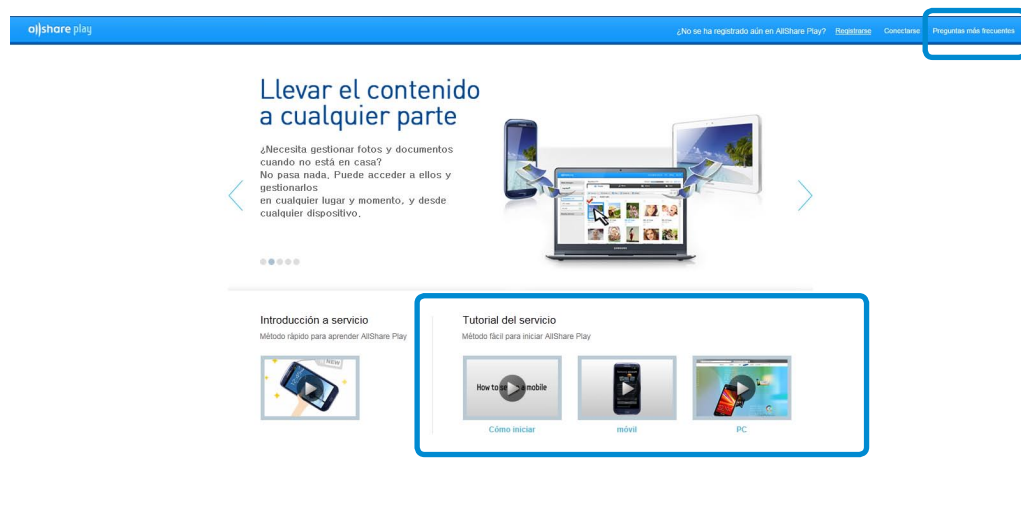 allshare play
¿No se ha registrado aún en AllShare Play? Registrarse Conectarse Preguntas más frecuentes
Llevar el contenido
a cualquier parte
¿Necesita gestionar fotos y documentos
cuando no está en casa?
No pasa nada. Puede acceder a ellos y
gestionarlos
en cualquier lugar y momento, y desde
cualquier dispositivo.
SAMSUNG
Introducción a servicio
Método rápido para aprender AllShare Play
Tutorial del servicio
Método fácil para iniciar AllShare Play
NEW
How to mobile
Cómo iniciar
móvil
PC